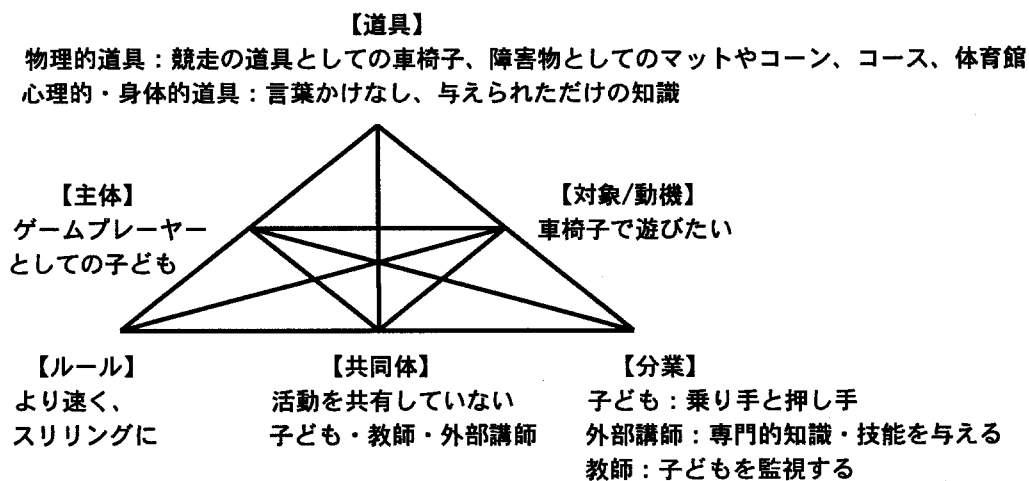 【道具】
物理的道具：競走の道具としての車椅子、障害物としてのマットやコーン、コース、体育館
心理的・身体的道具：言葉かけなし、与えられただけの知識
【主体】
ゲームプレーヤー
としての子ども
【対象/動機】
車椅子で遊びたい
【ルール】
より速く、
スリリングに
【共同体】
活動を共有していない
子ども・教師・外部講師
【分業】
子ども：乗り手と押し手
外部講師：専門的知識・技能を与える
教師：子どもを監視する